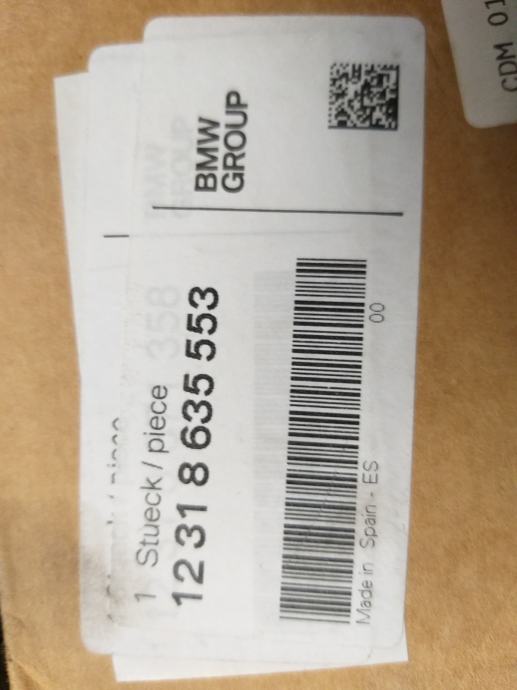 BMW
GROUP
1 Stueck / piece
12 31 8 635 553
00
Made in Spain - ES
CDM 01